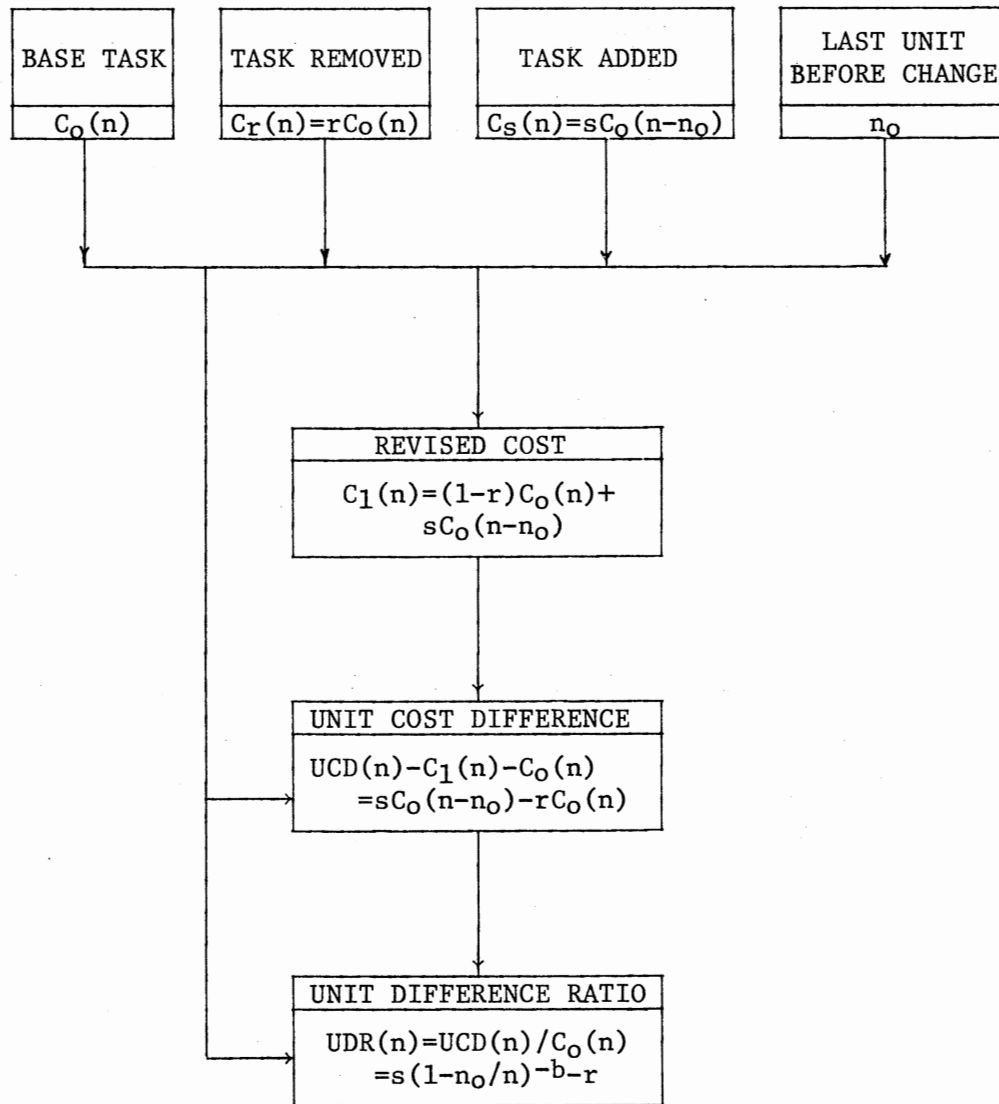 BASE TASK
Co(n)
TASK REMOVED
Cr(n)=rCo(n)
TASK ADDED
Cs(n)=sCo(n-no)
LAST UNIT
BEFORE CHANGE
no
REVISED COST
C1(n)=(1-r)Co(n)+
sCo(n-no)
UNIT COST DIFFERENCE
UCD(n)-C1(n)-Co(n)
=sCo(n-no)-rCo(n)
UNIT DIFFERENCE RATIO
UDR(n)=UCD(n)/Co(n)
=s(1-no/n)-b-r